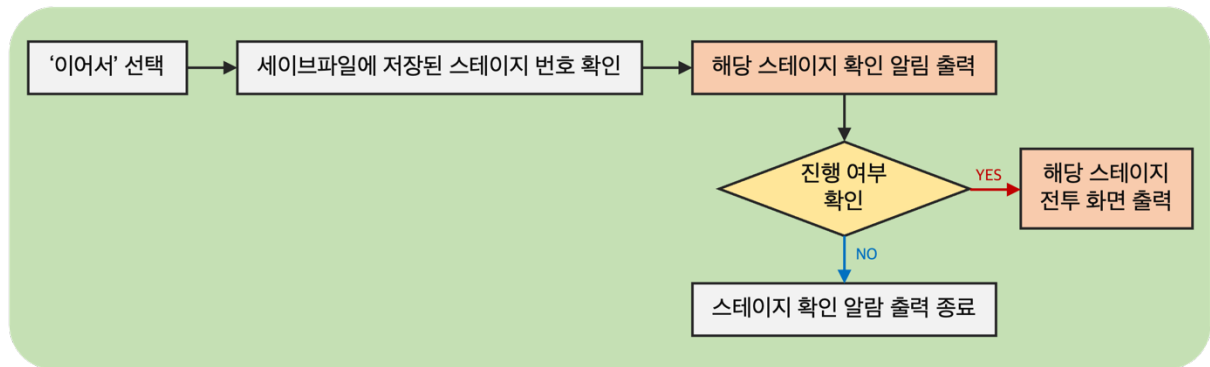 ‘이어서’ 선택
세이브파일에 저장된 스테이지 번호 확인
해당 스테이지 확인 알림 출력
진행 여부
확인
YES
해당 스테이지
전투 화면 출력
NO
스테이지 확인 알람 출력 종료